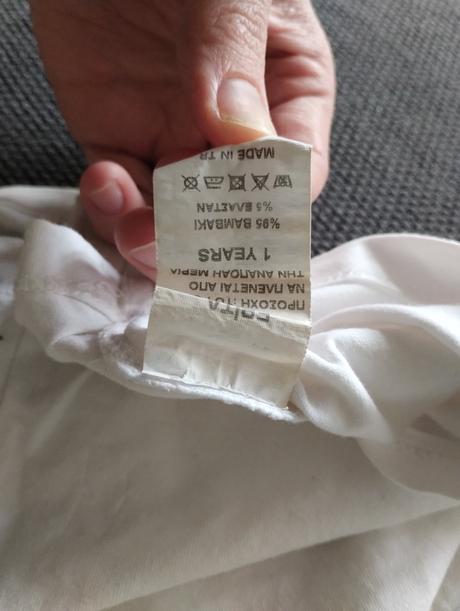 ΠΡΟΣΟΧΗ
ΝΑ ΠΛΕΝΕΤΑΙ ΑΠΟ
ΤΗΝ ΑΝΑΠΟΔΗ ΜΕΡΙΑ
1 YEARS
%95 ΒΑΜΒΑΚΙ
%5 ΕΛΑΣΤΑΝ
MADE IN TR